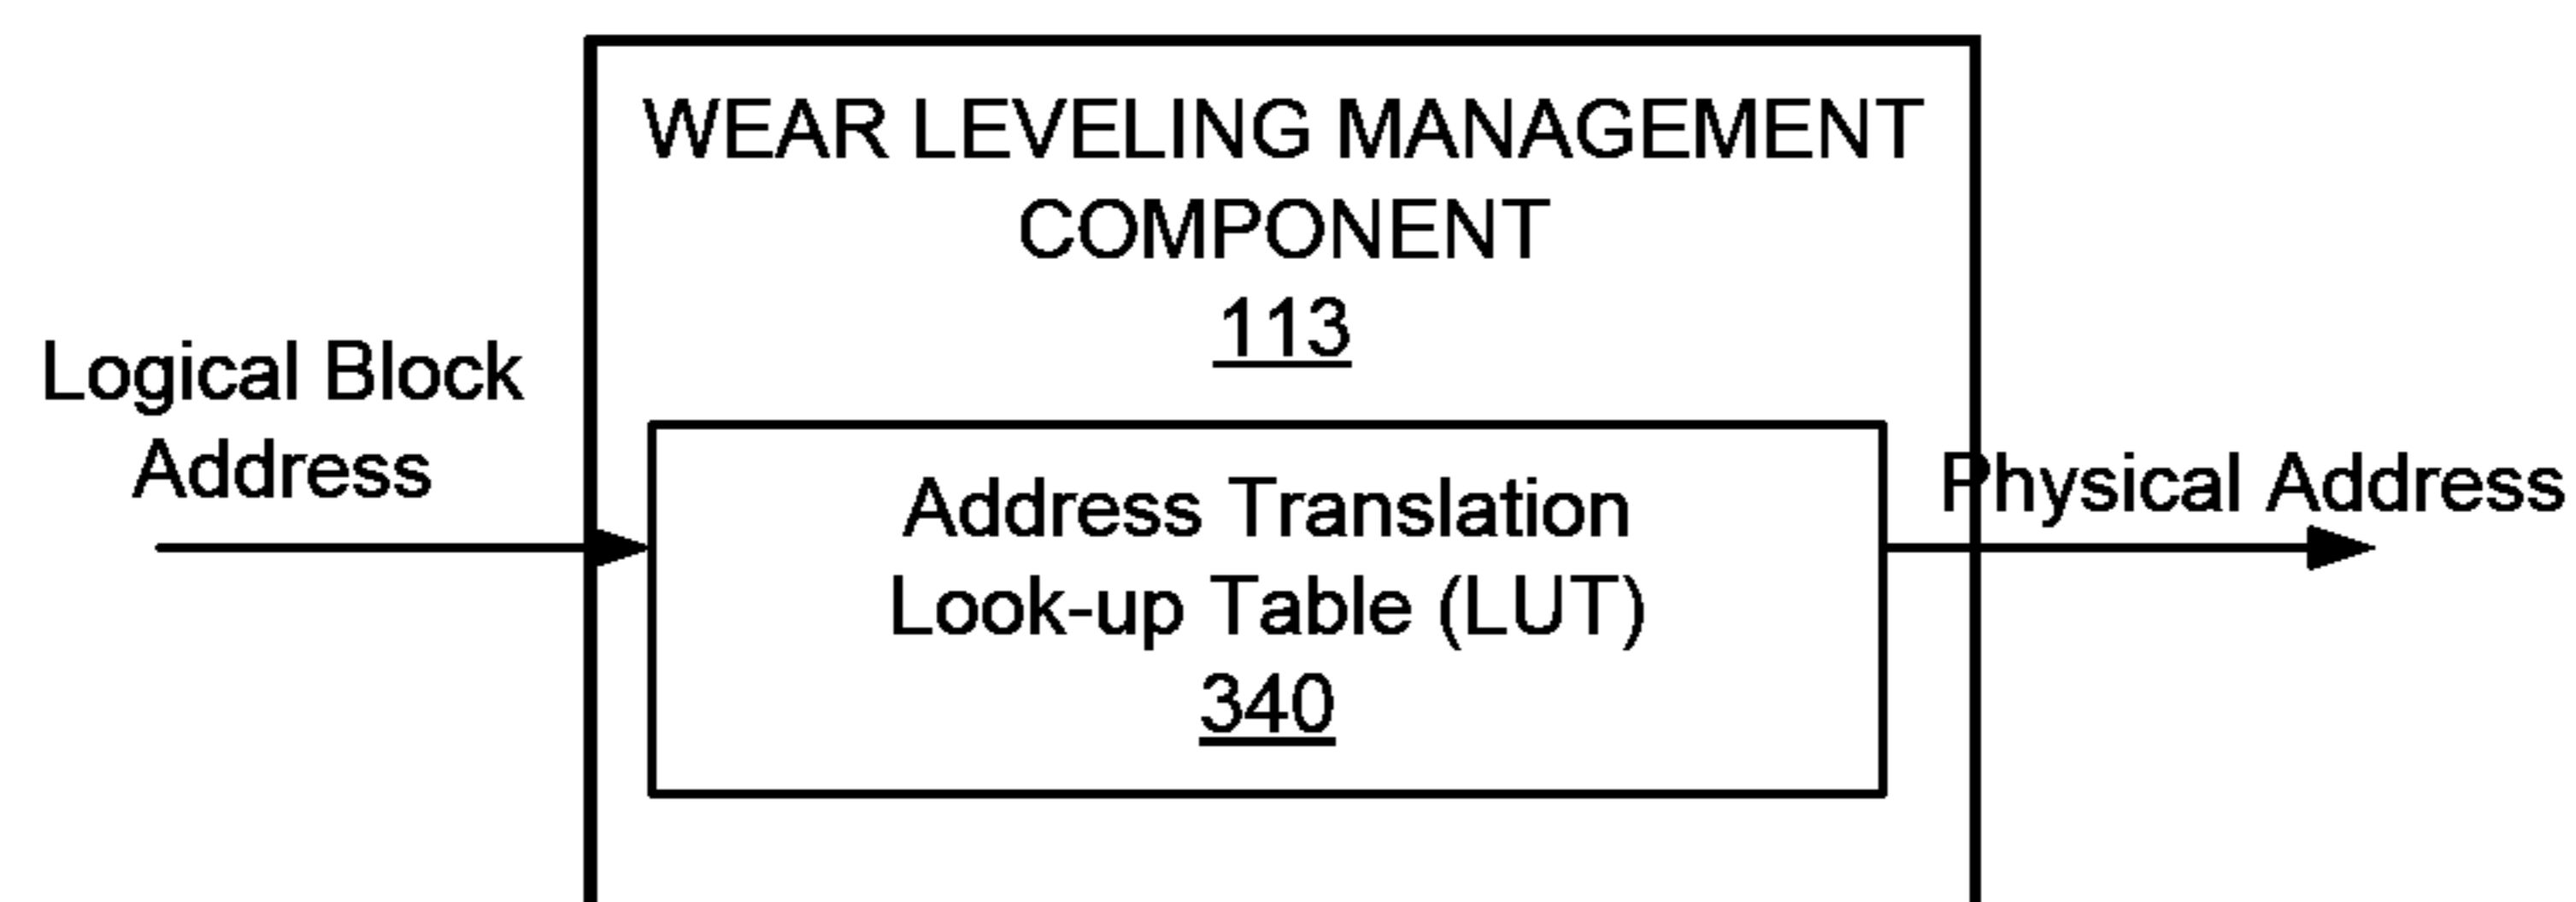 WEAR LEVELING MANAGEMENT
COMPONENT
113
Logical Block
Address
Address Translation
Look-up Table (LUT)
340
Physical Address